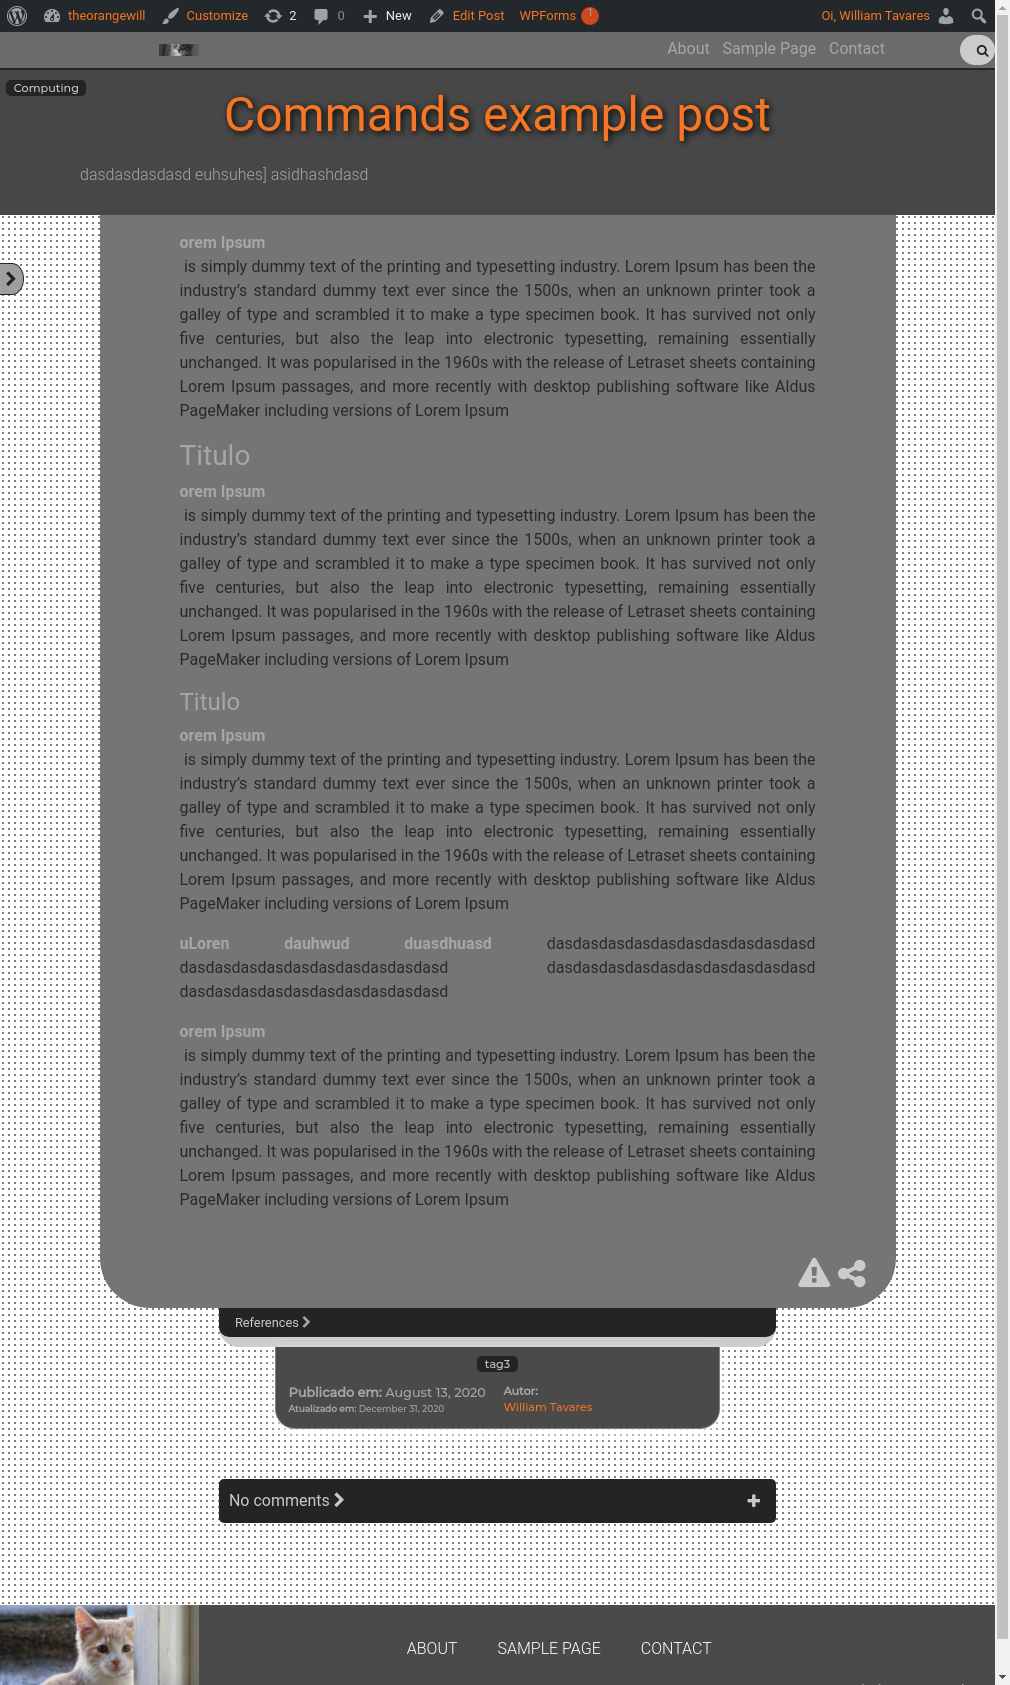 theorangewill Customize 2 0 New Edit Post WPForms 1 Oi, William Tavares
About Sample Page Contact
Computing
Commands example post
dasdasdasdasd euhsuhes] asidhashdasd
orem Ipsum
is simply dummy text of the printing and typesetting industry. Lorem Ipsum has been the
industry’s standard dummy text ever since the 1500s, when an unknown printer took a
galley of type and scrambled it to make a type specimen book. It has survived not only
five centuries, but also the leap into electronic typesetting, remaining essentially
unchanged. It was popularised in the 1960s with the release of Letraset sheets containing
Lorem Ipsum passages, and more recently with desktop publishing software like Aldus
PageMaker including versions of Lorem Ipsum
Titulo
orem Ipsum
is simply dummy text of the printing and typesetting industry. Lorem Ipsum has been the
industry’s standard dummy text ever since the 1500s, when an unknown printer took a
galley of type and scrambled it to make a type specimen book. It has survived not only
five centuries, but also the leap into electronic typesetting, remaining essentially
unchanged. It was popularised in the 1960s with the release of Letraset sheets containing
Lorem Ipsum passages, and more recently with desktop publishing software like Aldus
PageMaker including versions of Lorem Ipsum
Titulo
orem Ipsum
is simply dummy text of the printing and typesetting industry. Lorem Ipsum has been the
industry’s standard dummy text ever since the 1500s, when an unknown printer took a
galley of type and scrambled it to make a type specimen book. It has survived not only
five centuries, but also the leap into electronic typesetting, remaining essentially
unchanged. It was popularised in the 1960s with the release of Letraset sheets containing
Lorem Ipsum passages, and more recently with desktop publishing software like Aldus
PageMaker including versions of Lorem Ipsum
uLoren dauhwud duasdhuasd dasdasdasdasdasdasdasdasdasdasd
dasdasdasdasdasdasdasdasdasdasd dasdasdasdasdasdasdasdasdasdasd
dasdasdasdasdasdasdasdasdasdasd
orem Ipsum
is simply dummy text of the printing and typesetting industry. Lorem Ipsum has been the
industry’s standard dummy text ever since the 1500s, when an unknown printer took a
galley of type and scrambled it to make a type specimen book. It has survived not only
five centuries, but also the leap into electronic typesetting, remaining essentially
unchanged. It was popularised in the 1960s with the release of Letraset sheets containing
Lorem Ipsum passages, and more recently with desktop publishing software like Aldus
PageMaker including versions of Lorem Ipsum
References
tag3
Publicado em: August 13, 2020
Atualizado em: December 31, 2020
Autor:
William Tavares
No comments
ABOUT SAMPLE PAGE CONTACT